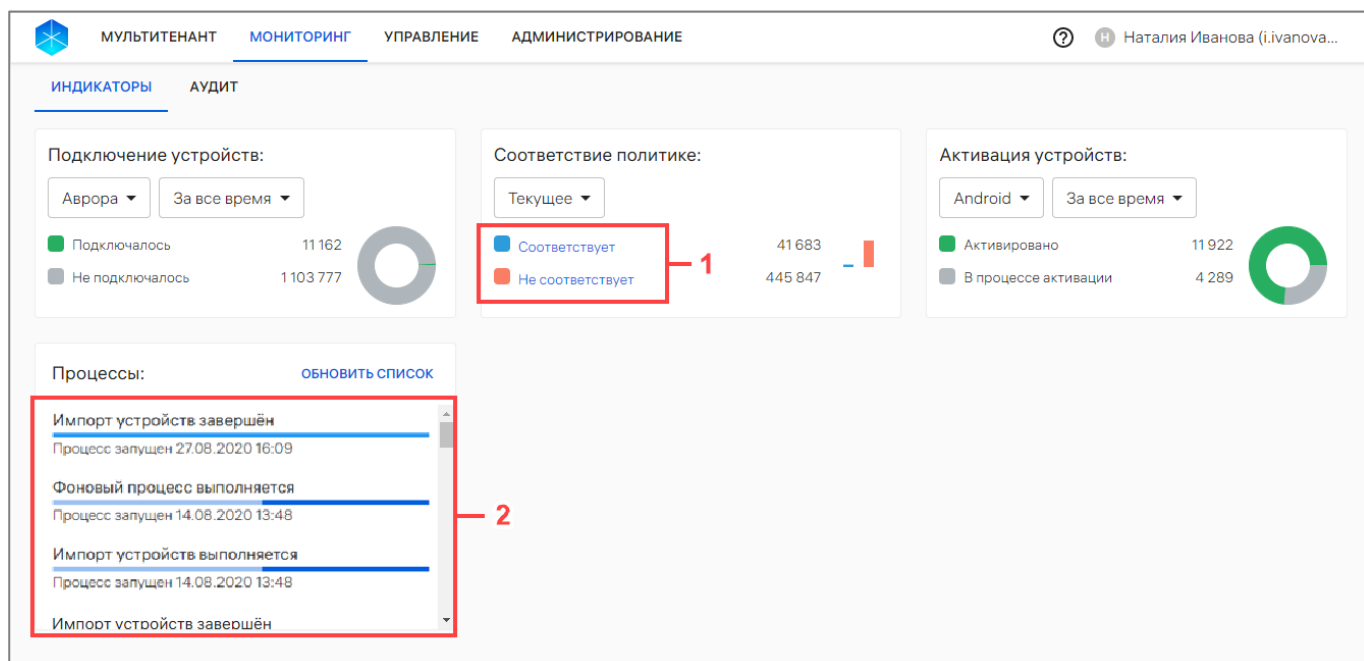 МУЛЬТИТЕНАНТ МОНИТОРИНГ УПРАВЛЕНИЕ АДМИНИСТРИРОВАНИЕ ? Н Наталия Иванова (i.ivanova...
ИНДИКАТОРЫ АУДИТ
Подключение устройств:
Аврора За все время
Подключалось 11 162
Не подключалось 1 103 777
Соответствие политике:
Текущее
Соответствует 41 683
Не соответствует 445 847
1
Активация устройств:
Android За все время
Активировано 11 922
В процессе активации 4 289
Процессы: ОБНОВИТЬ СПИСОК
Импорт устройств завершён
Процесс запущен 27.08.2020 16:09
Фоновый процесс выполняется
Процесс запущен 14.08.2020 13:48
Импорт устройств выполняется
Процесс запущен 14.08.2020 13:48
Импорт устройств завершён
2